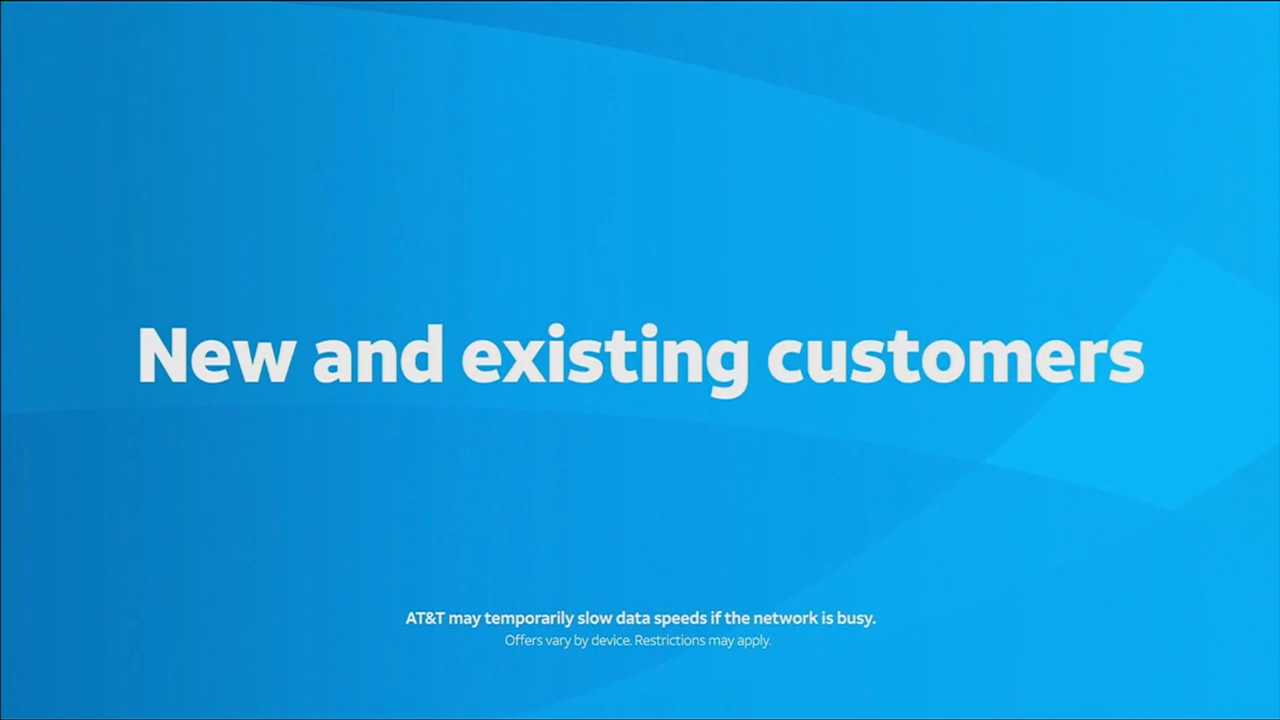 New and existing customers
AT&T may temporarily slow data speeds if the network is busy.
Offers vary by device. Restrictions may apply.